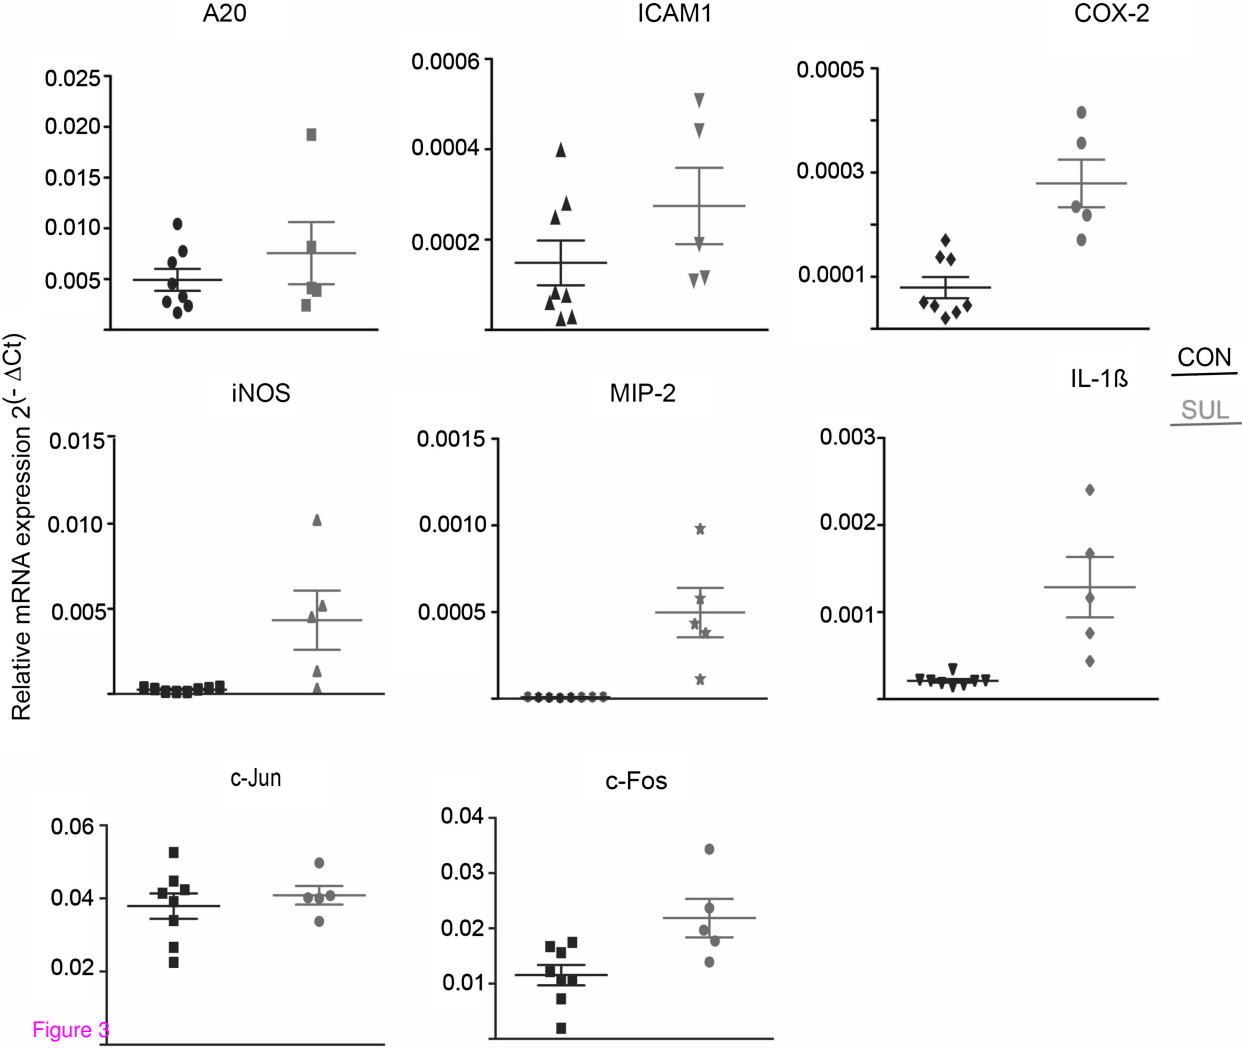 A20
ICAM1
COX-2
0.025
0.020
0.015
0.010
0.005
0.0006
0.0004
0.0002
0.0005
0.0003
0.0001
Relative mRNA expression 2(- ΔCt)
CON
SUL
iNOS
MIP-2
IL-1ß
0.015
0.010
0.005
0.0015
0.0010
0.0005
0.003
0.002
0.001
c-Jun
c-Fos
0.06
0.04
0.02
0.04
0.03
0.02
0.01
Figure 3